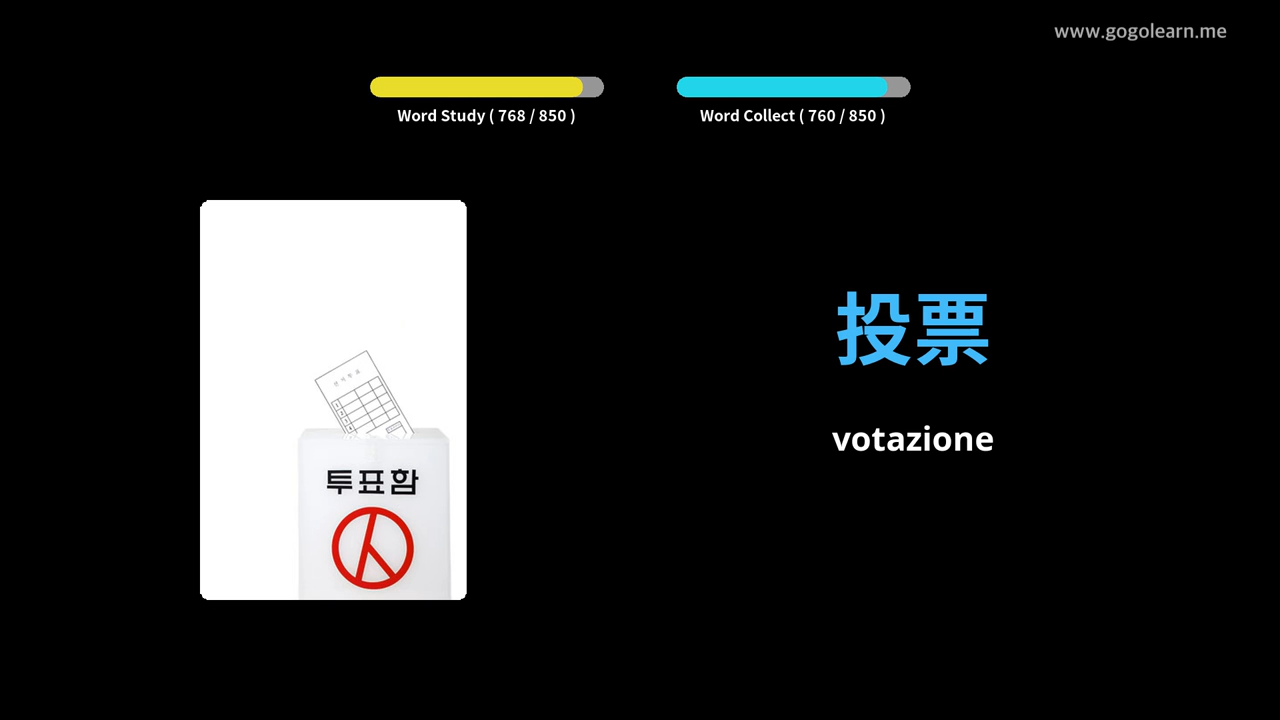 www.gogolearn.me
Word Study ( 768 / 850 )
Word Collect ( 760 / 850 )
投票
votazione
투표함